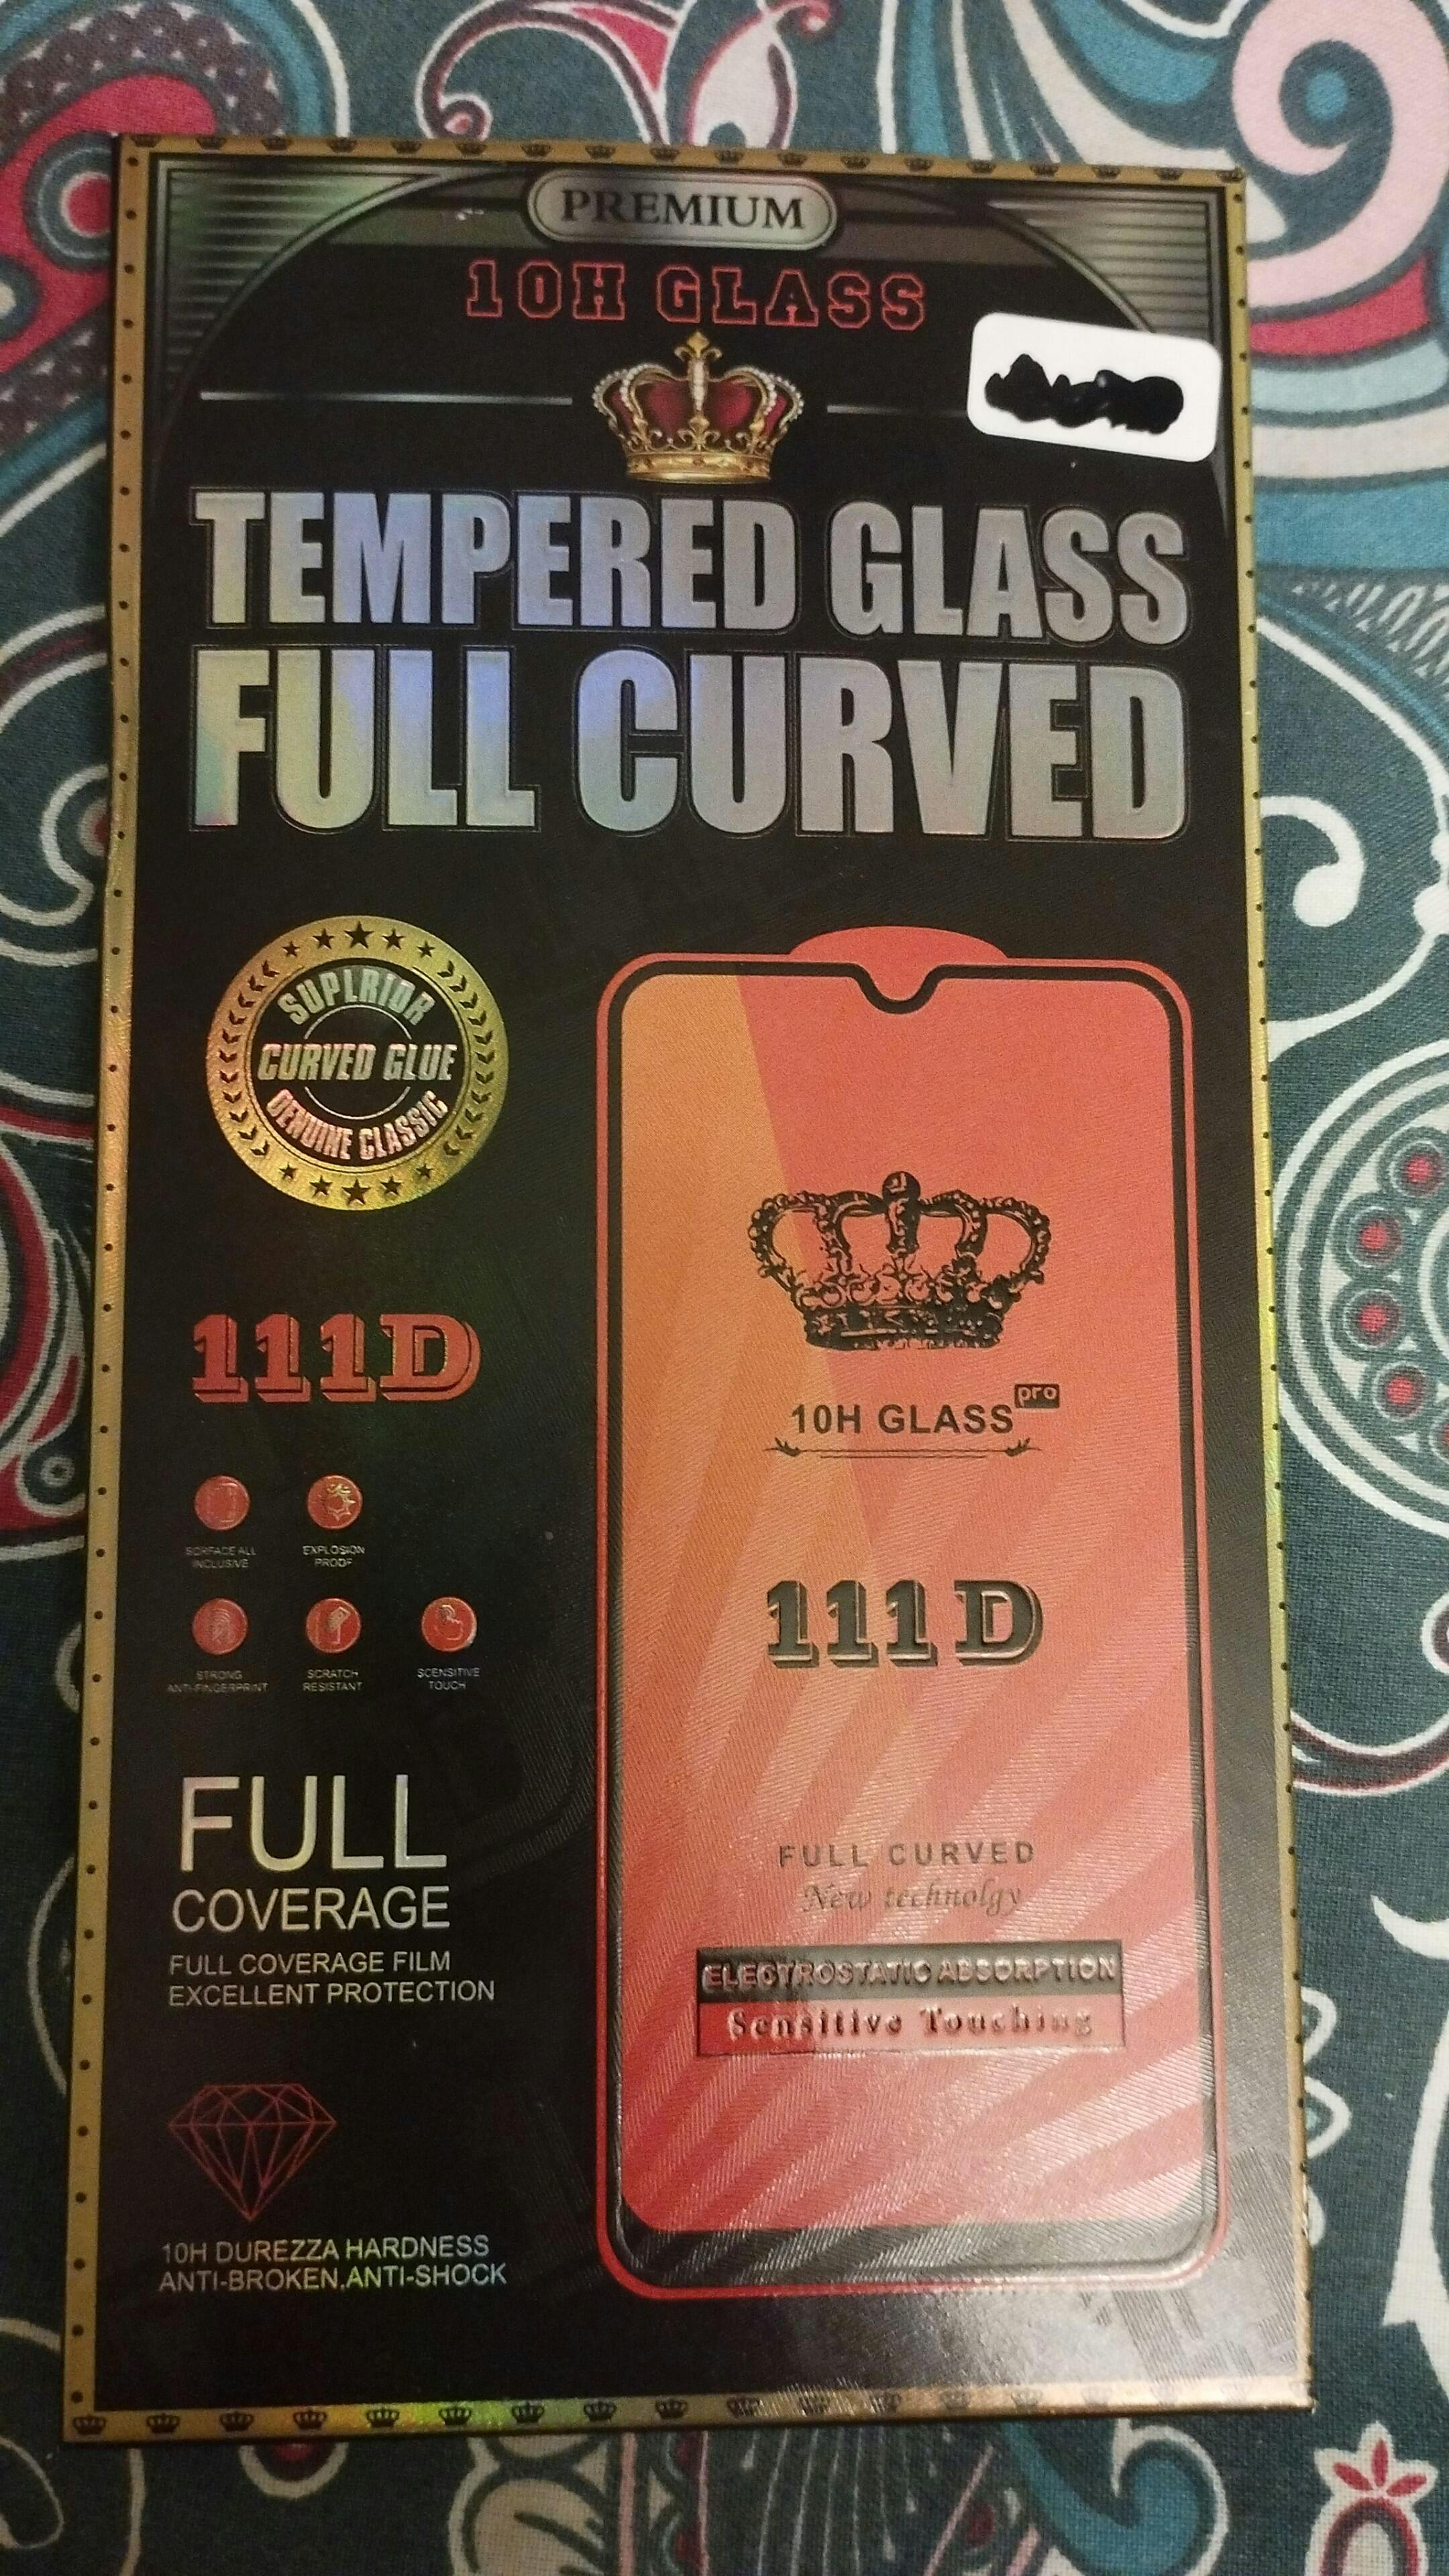 PREMIUM
10H GLASS
TEMPERED GLASS
FULL CURVED
SUPLRIOR
CURVED GLUE
GENUINE CLASSIC
111D
SCRFACE ALL
INCLUSIVE
EXPLOSION
PROOF
STRONG
ANTI-FINGERPRINT
SCRATCH
RESISTANT
SCENSITIVE
TOUCH
FULL
COVERAGE
FULL COVERAGE FILM
EXCELLENT PROTECTION
10H DUREZZA HARDNESS
ANTI-BROKEN,ANTI-SHOCK
10H GLASS pro
111D
FULL CURVED
New technolgy
ELECTROSTATIC ABSORPTION
Sensitive Touching